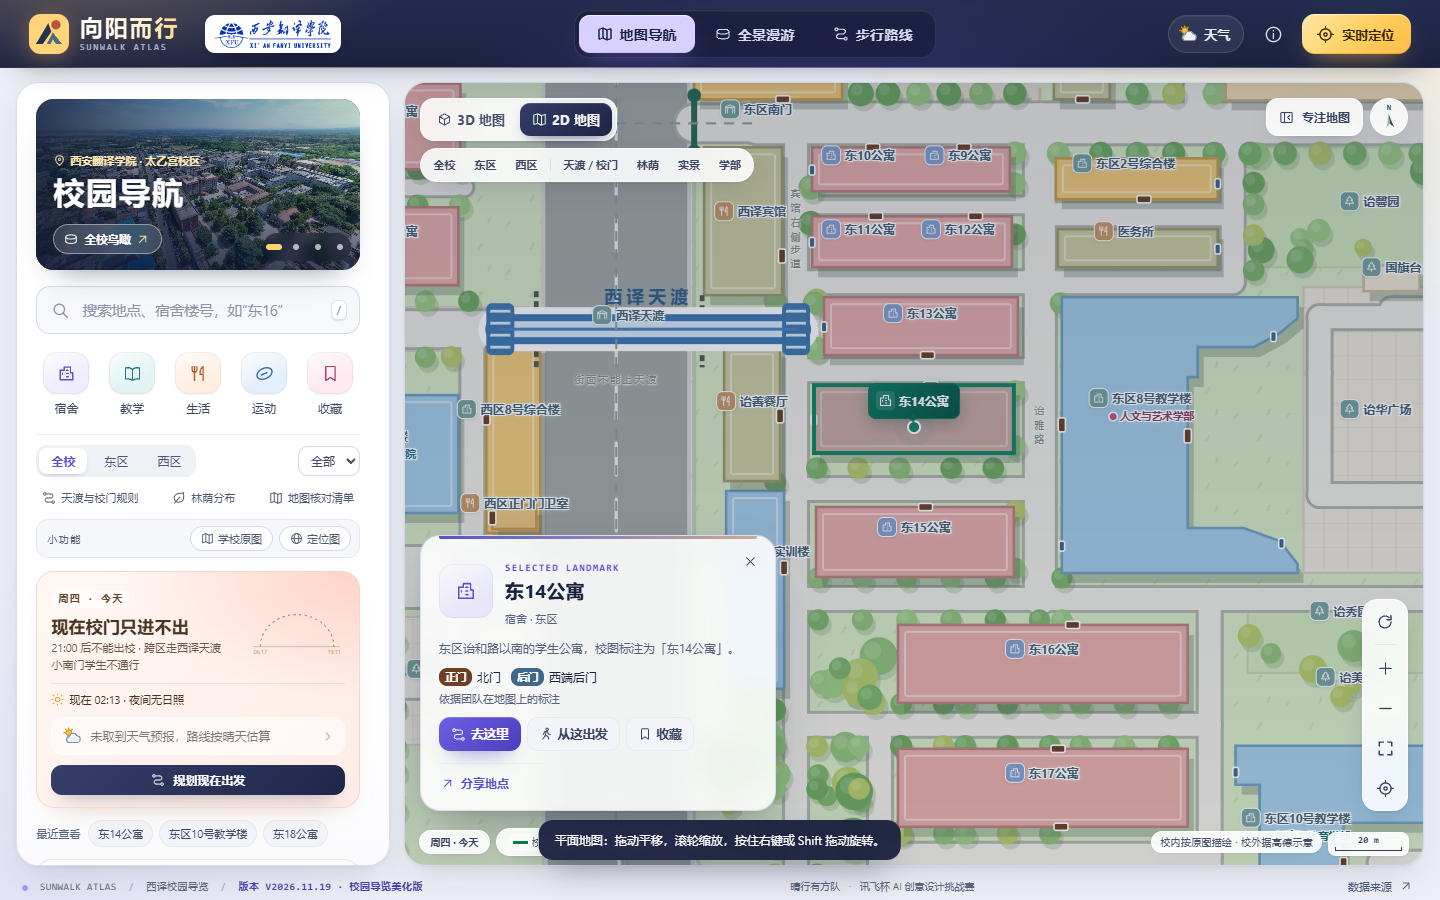 向阳而行
SUNWALK ATLAS
西安翻译学院
XI'AN FANYI UNIVERSITY
地图导航
全景漫游
步行路线
天气
实时定位
西安翻译学院 · 太乙宫校区
校园导航
全校鸟瞰
搜索地点、宿舍楼号，如“东16”
/
宿舍
教学
生活
运动
收藏
全校
东区
西区
全部
天渡与校门规则
林荫分布
地图核对清单
小功能
学校原图
定位图
周四 · 今天
现在校门只进不出
21:00 后不能出校 · 跨区走西译天渡
小南门学生不通行
现在 02:13 · 夜间无日照
未取到天气预报，路线按晴天估算
规划现在出发
最近查看
东14公寓
东区10号教学楼
东18公寓
3D 地图
2D 地图
全校
东区
西区
天渡 / 校门
林荫
实景
学部
专注地图
N
东区南门
东10公寓
东9公寓
东区2号综合楼
诒馨园
西译宾馆
宾馆右侧步道
东11公寓
东12公寓
医务所
国旗台
西译天渡
西译天渡
东13公寓
街面不能上天渡
诒善餐厅
东14公寓
诒雅路
东区8号教学楼
人文与艺术学部
诒华广场
西区8号综合楼
院
西区正门门卫室
东15公寓
实训楼
诒秀园
东16公寓
诒美
东17公寓
东区10号教学楼
SELECTED LANDMARK
东14公寓
宿舍 · 东区
东区诒和路以南的学生公寓，校图标注为「东14公寓」。
正门 北门 后门 西端后门
依据团队在地图上的标注
去这里
从这出发
收藏
分享地点
周四 · 今天
平面地图：拖动平移，滚轮缩放，按住右键或 Shift 拖动旋转。
校内按原图描绘 · 校外据高德示意
20 m
SUNWALK ATLAS / 西译校园导览 / 版本 V2026.11.19 · 校园导览美化版
晴行有方队 · 讯飞杯 AI 创意设计挑战赛
数据来源